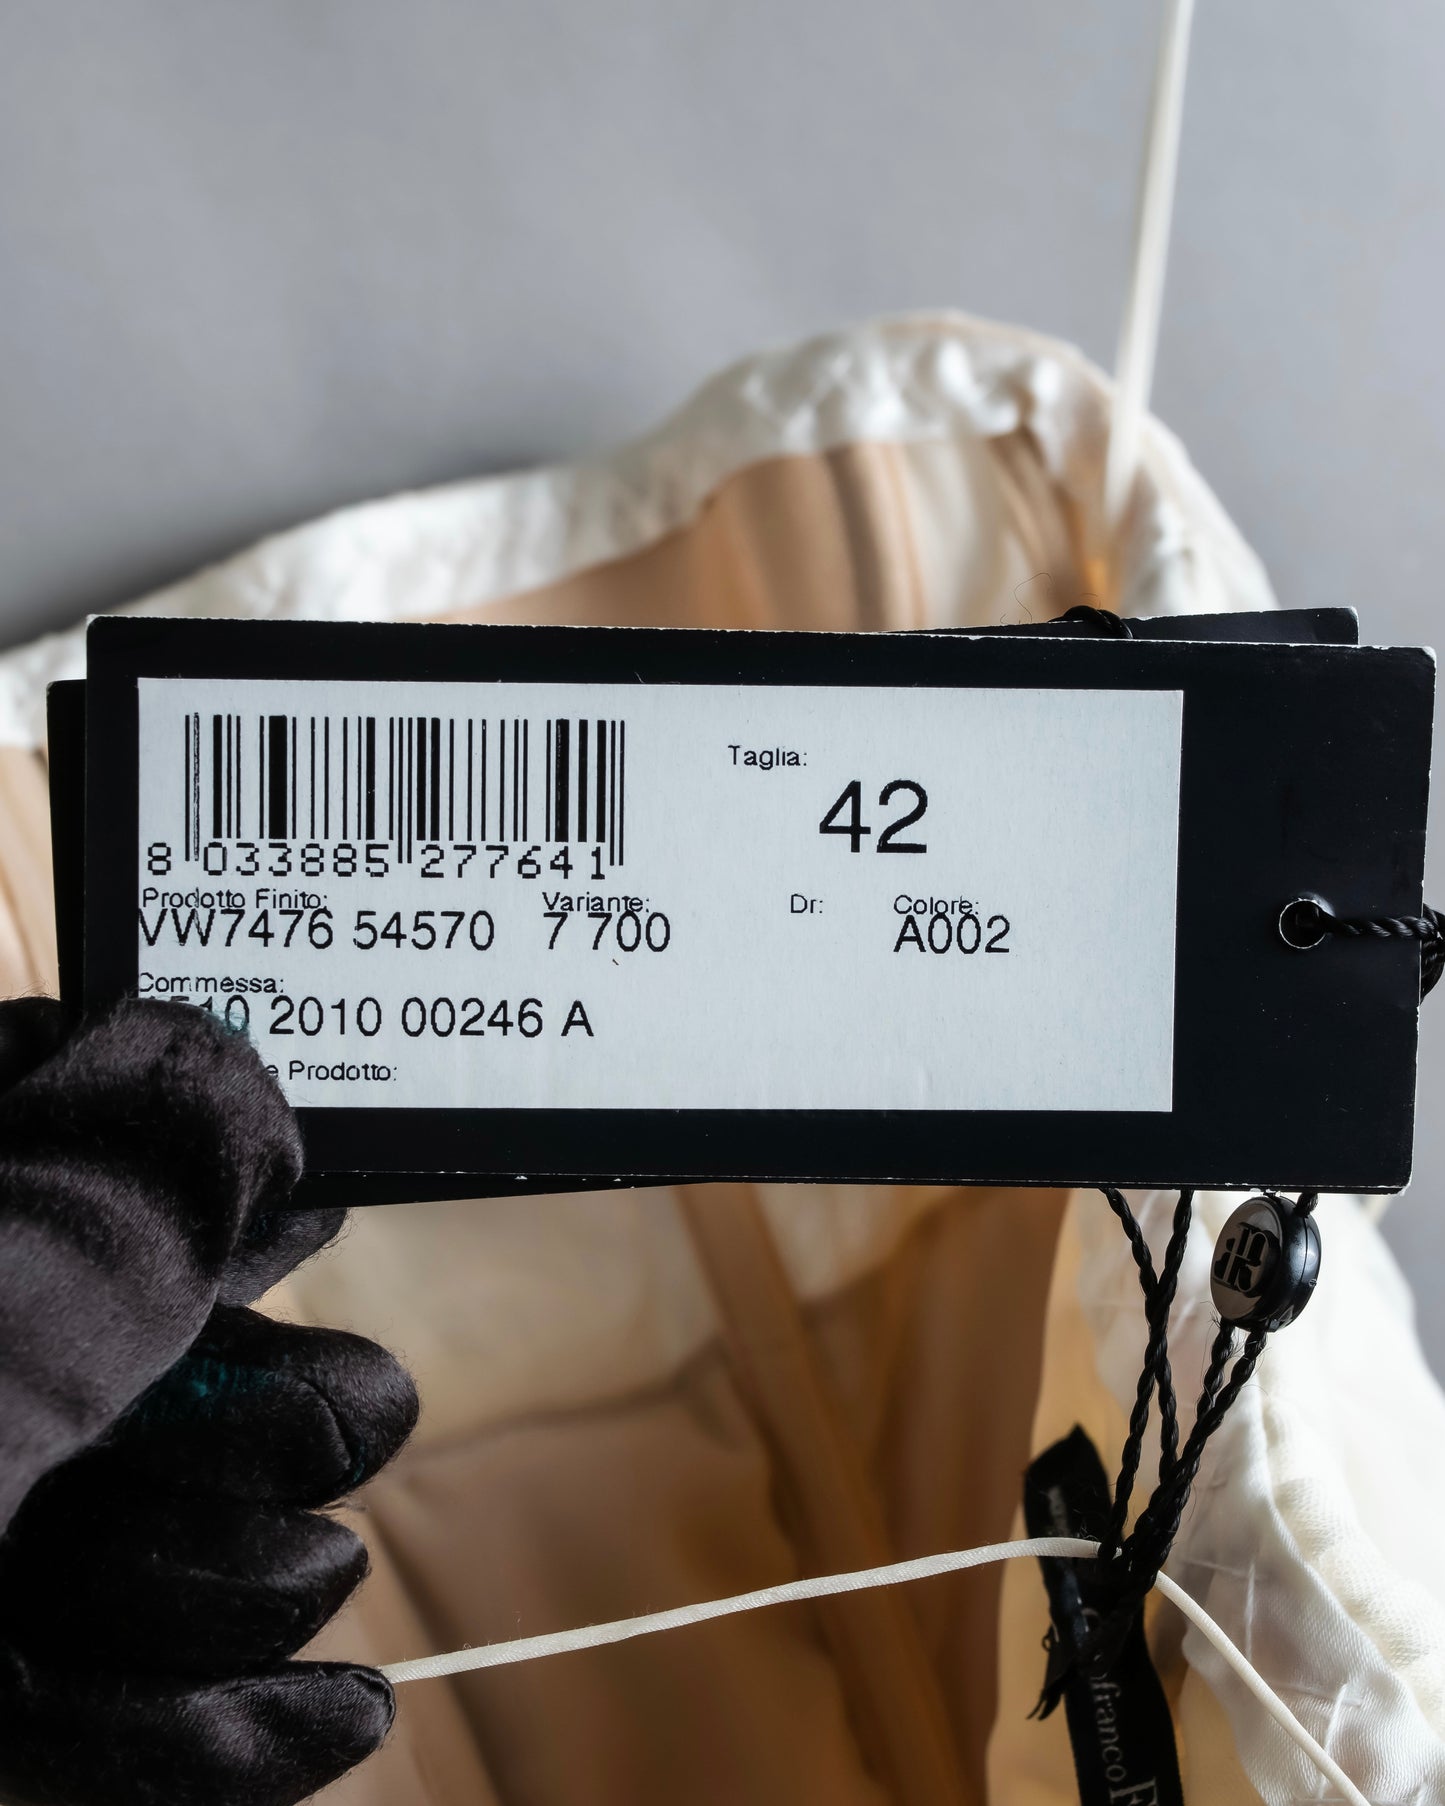 Taglia:
42
8 033885 277641
Prodotto Finito: Variante: Dr: Colore:
VW7476 54570 7 700 A002
Commessa:
2010 00246 A
Prodotto: